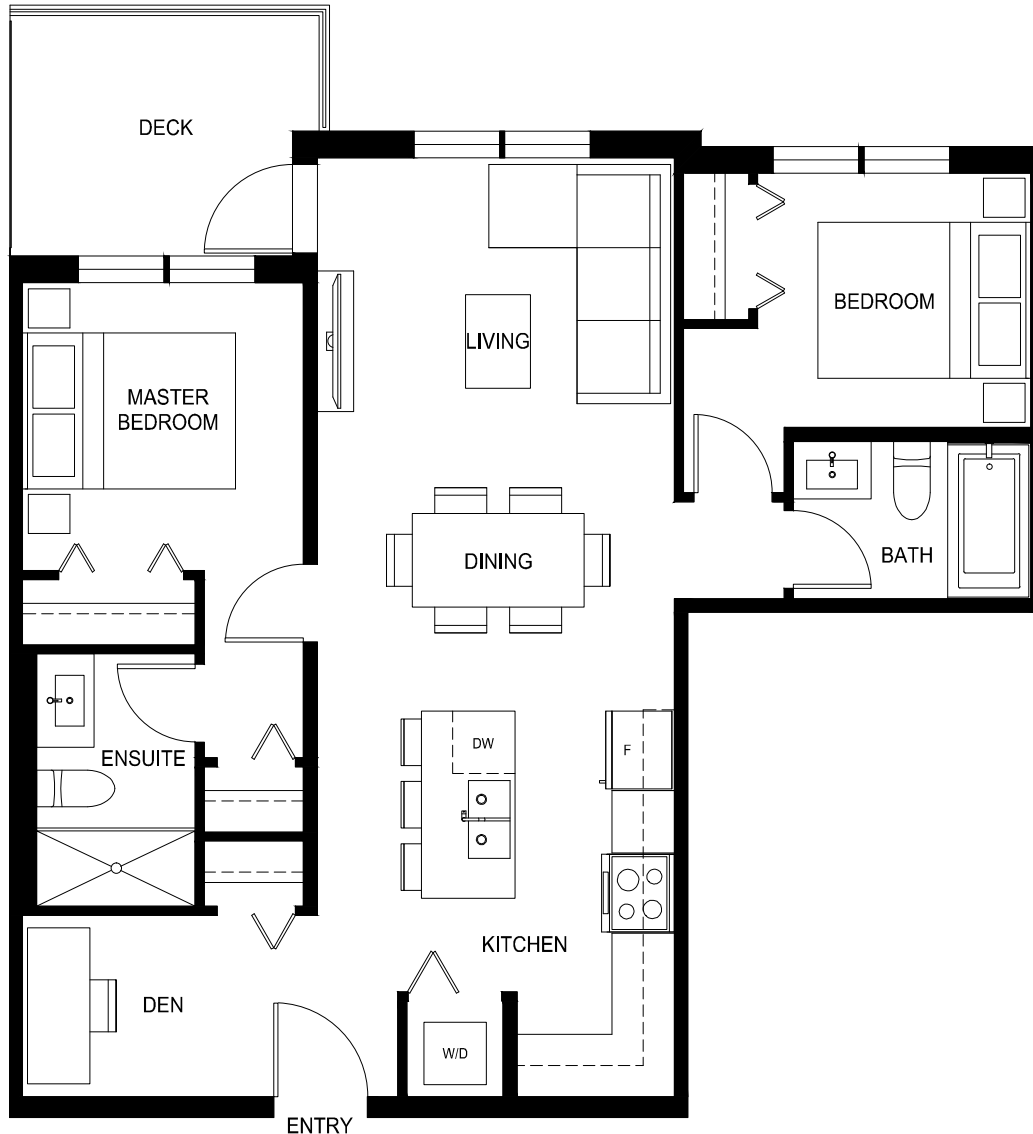 DECK
BEDROOM
LIVING
MASTER
BEDROOM
DINING
BATH
DW
F
ENSUITE
KITCHEN
DEN
W/D
ENTRY